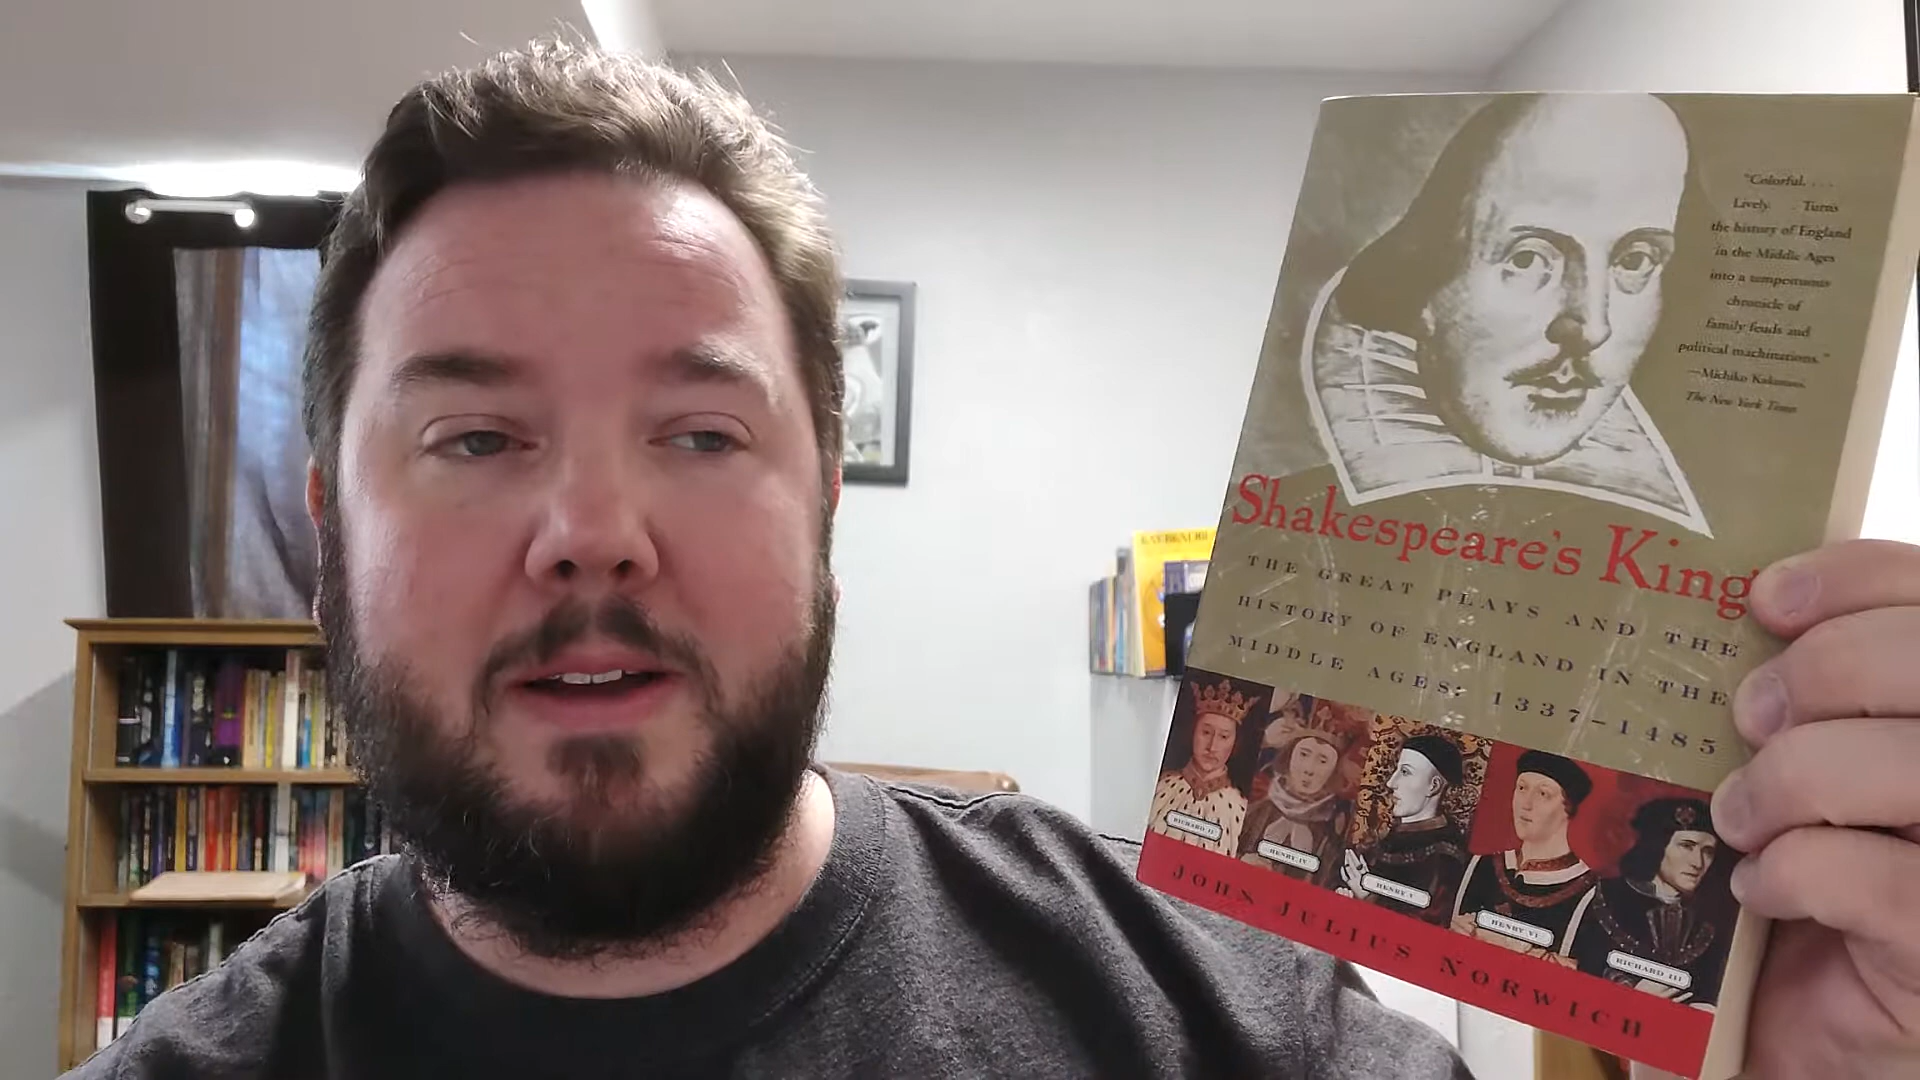 "Colorful. . . .
Lively. . . Turns
the history of England
in the Middle Ages
into a tempestuous
chronicle of
family feuds and
political machinations."
—Michiko Kakutani,
The New York Times
Shakespeare's King
THE GREAT PLAYS AND THE
HISTORY OF ENGLAND IN THE
MIDDLE AGES: 1337–1485
RICHARD II
HENRY IV
HENRY V
HENRY VI
RICHARD III
JOHN JULIUS NORWICH